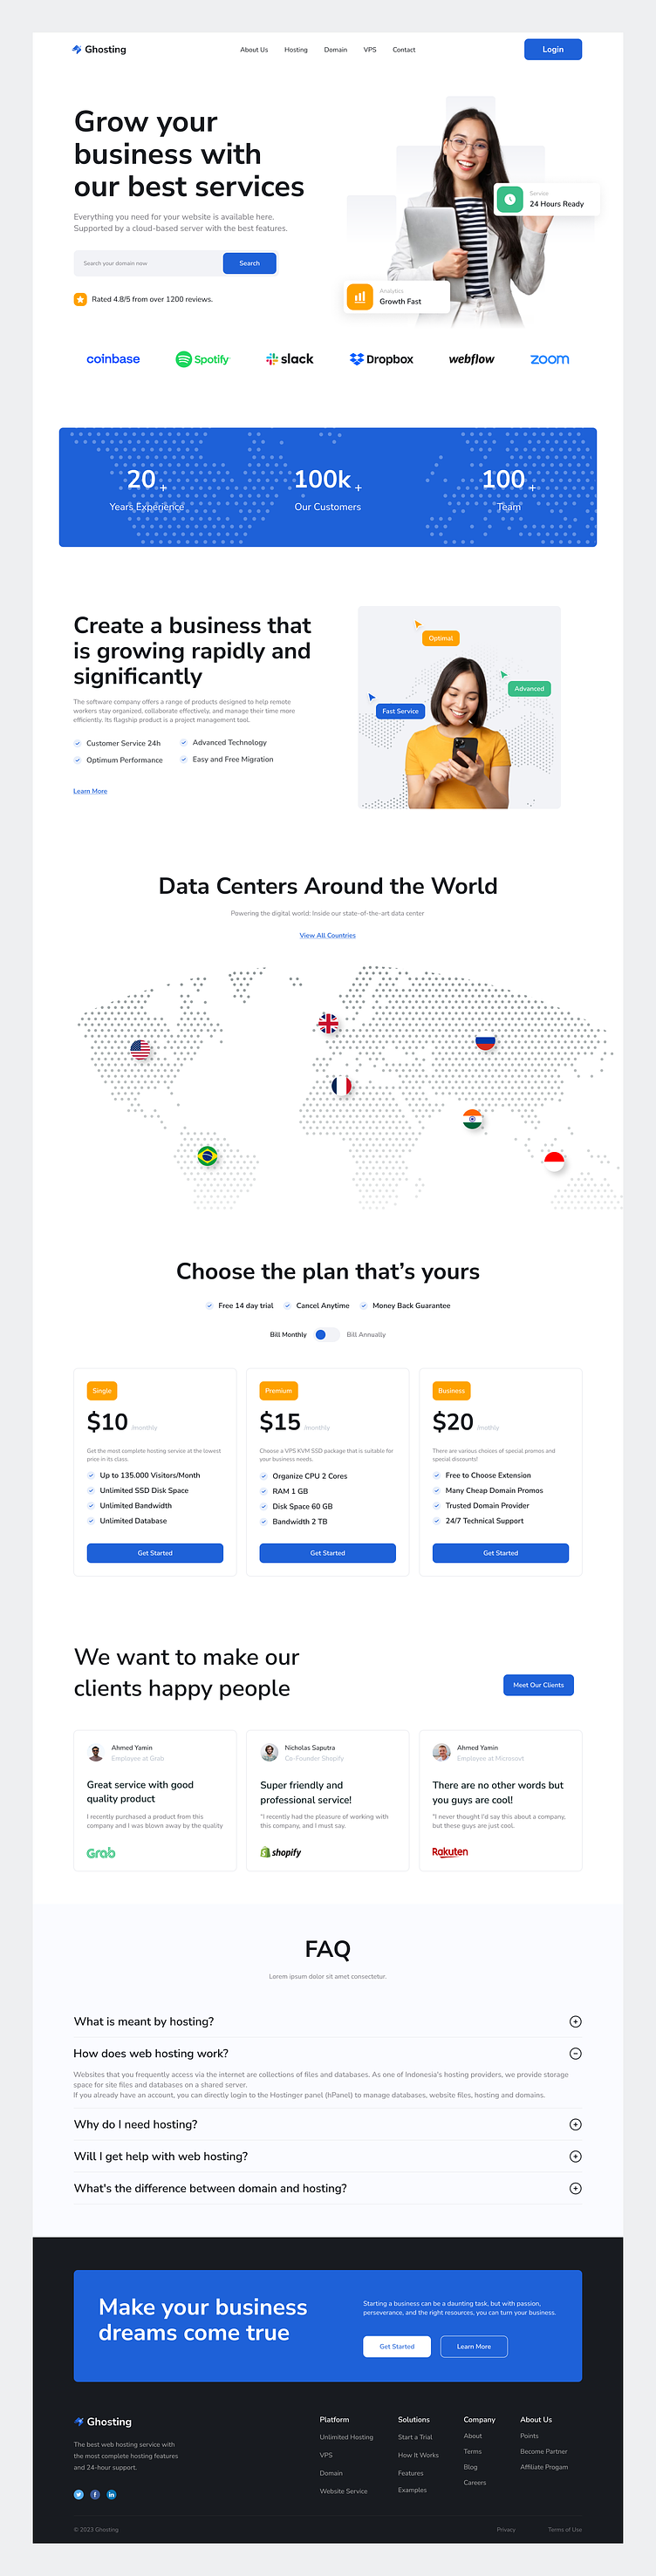 Ghosting
About Us
Hosting
Domain
VPS
Contact
Login
Grow your
business with
our best services
Everything you need for your website is available here.
Supported by a cloud-based server with the best features.
Search your domain now
Search
Rated 4.8/5 from over 1200 reviews.
Service
24 Hours Ready
Analytics
Growth Fast
coinbase
Spotify
slack
Dropbox
webflow
zoom
20 +
Years Experience
100k +
Our Customers
100 +
Team
Create a business that
is growing rapidly and
significantly
The software company offers a range of products designed to help remote
workers stay organized, collaborate effectively, and manage their time more
efficiently. Its flagship product is a project management tool.
Customer Service 24h
Advanced Technology
Optimum Performance
Easy and Free Migration
Learn More
Optimal
Advanced
Fast Service
Data Centers Around the World
Powering the digital world: Inside our state-of-the-art data center
View All Countries
Choose the plan that’s yours
Free 14 day trial
Cancel Anytime
Money Back Guarantee
Bill Monthly
Bill Annually
Single
$10 /monthly
Get the most complete hosting service at the lowest
price in its class.
Up to 135.000 Visitors/Month
Unlimited SSD Disk Space
Unlimited Bandwidth
Unlimited Database
Get Started
Premium
$15 /monthly
Choose a VPS KVM SSD package that is suitable for
your business needs.
Organize CPU 2 Cores
RAM 1 GB
Disk Space 60 GB
Bandwidth 2 TB
Get Started
Business
$20 /mothly
There are various choices of special promos and
special discounts!
Free to Choose Extension
Many Cheap Domain Promos
Trusted Domain Provider
24/7 Technical Support
Get Started
We want to make our
clients happy people
Meet Our Clients
Ahmed Yamin
Employee at Grab
Great service with good
quality product
I recently purchased a product from this
company and I was blown away by the quality
Grab
Nicholas Saputra
Co-Founder Shopify
Super friendly and
professional service!
"I recently had the pleasure of working with
this company, and I must say.
shopify
Ahmed Yamin
Employee at Microsovt
There are no other words but
you guys are cool!
"I never thought I'd say this about a company,
but these guys are just cool.
Rakuten
FAQ
Lorem ipsum dolor sit amet consectetur.
What is meant by hosting?
How does web hosting work?
Websites that you frequently access via the internet are collections of files and databases. As one of Indonesia's hosting providers, we provide storage
space for site files and databases on a shared server.
If you already have an account, you can directly login to the Hostinger panel (hPanel) to manage databases, website files, hosting and domains.
Why do I need hosting?
Will I get help with web hosting?
What's the difference between domain and hosting?
Make your business
dreams come true
Starting a business can be a daunting task, but with passion,
perseverance, and the right resources, you can turn your business.
Get Started
Learn More
Ghosting
The best web hosting service with
the most complete hosting features
and 24-hour support.
Platform
Unlimited Hosting
VPS
Domain
Website Service
Solutions
Start a Trial
How It Works
Features
Examples
Company
About
Terms
Blog
Careers
About Us
Points
Become Partner
Affiliate Progam
© 2023 Ghosting
Privacy
Terms of Use